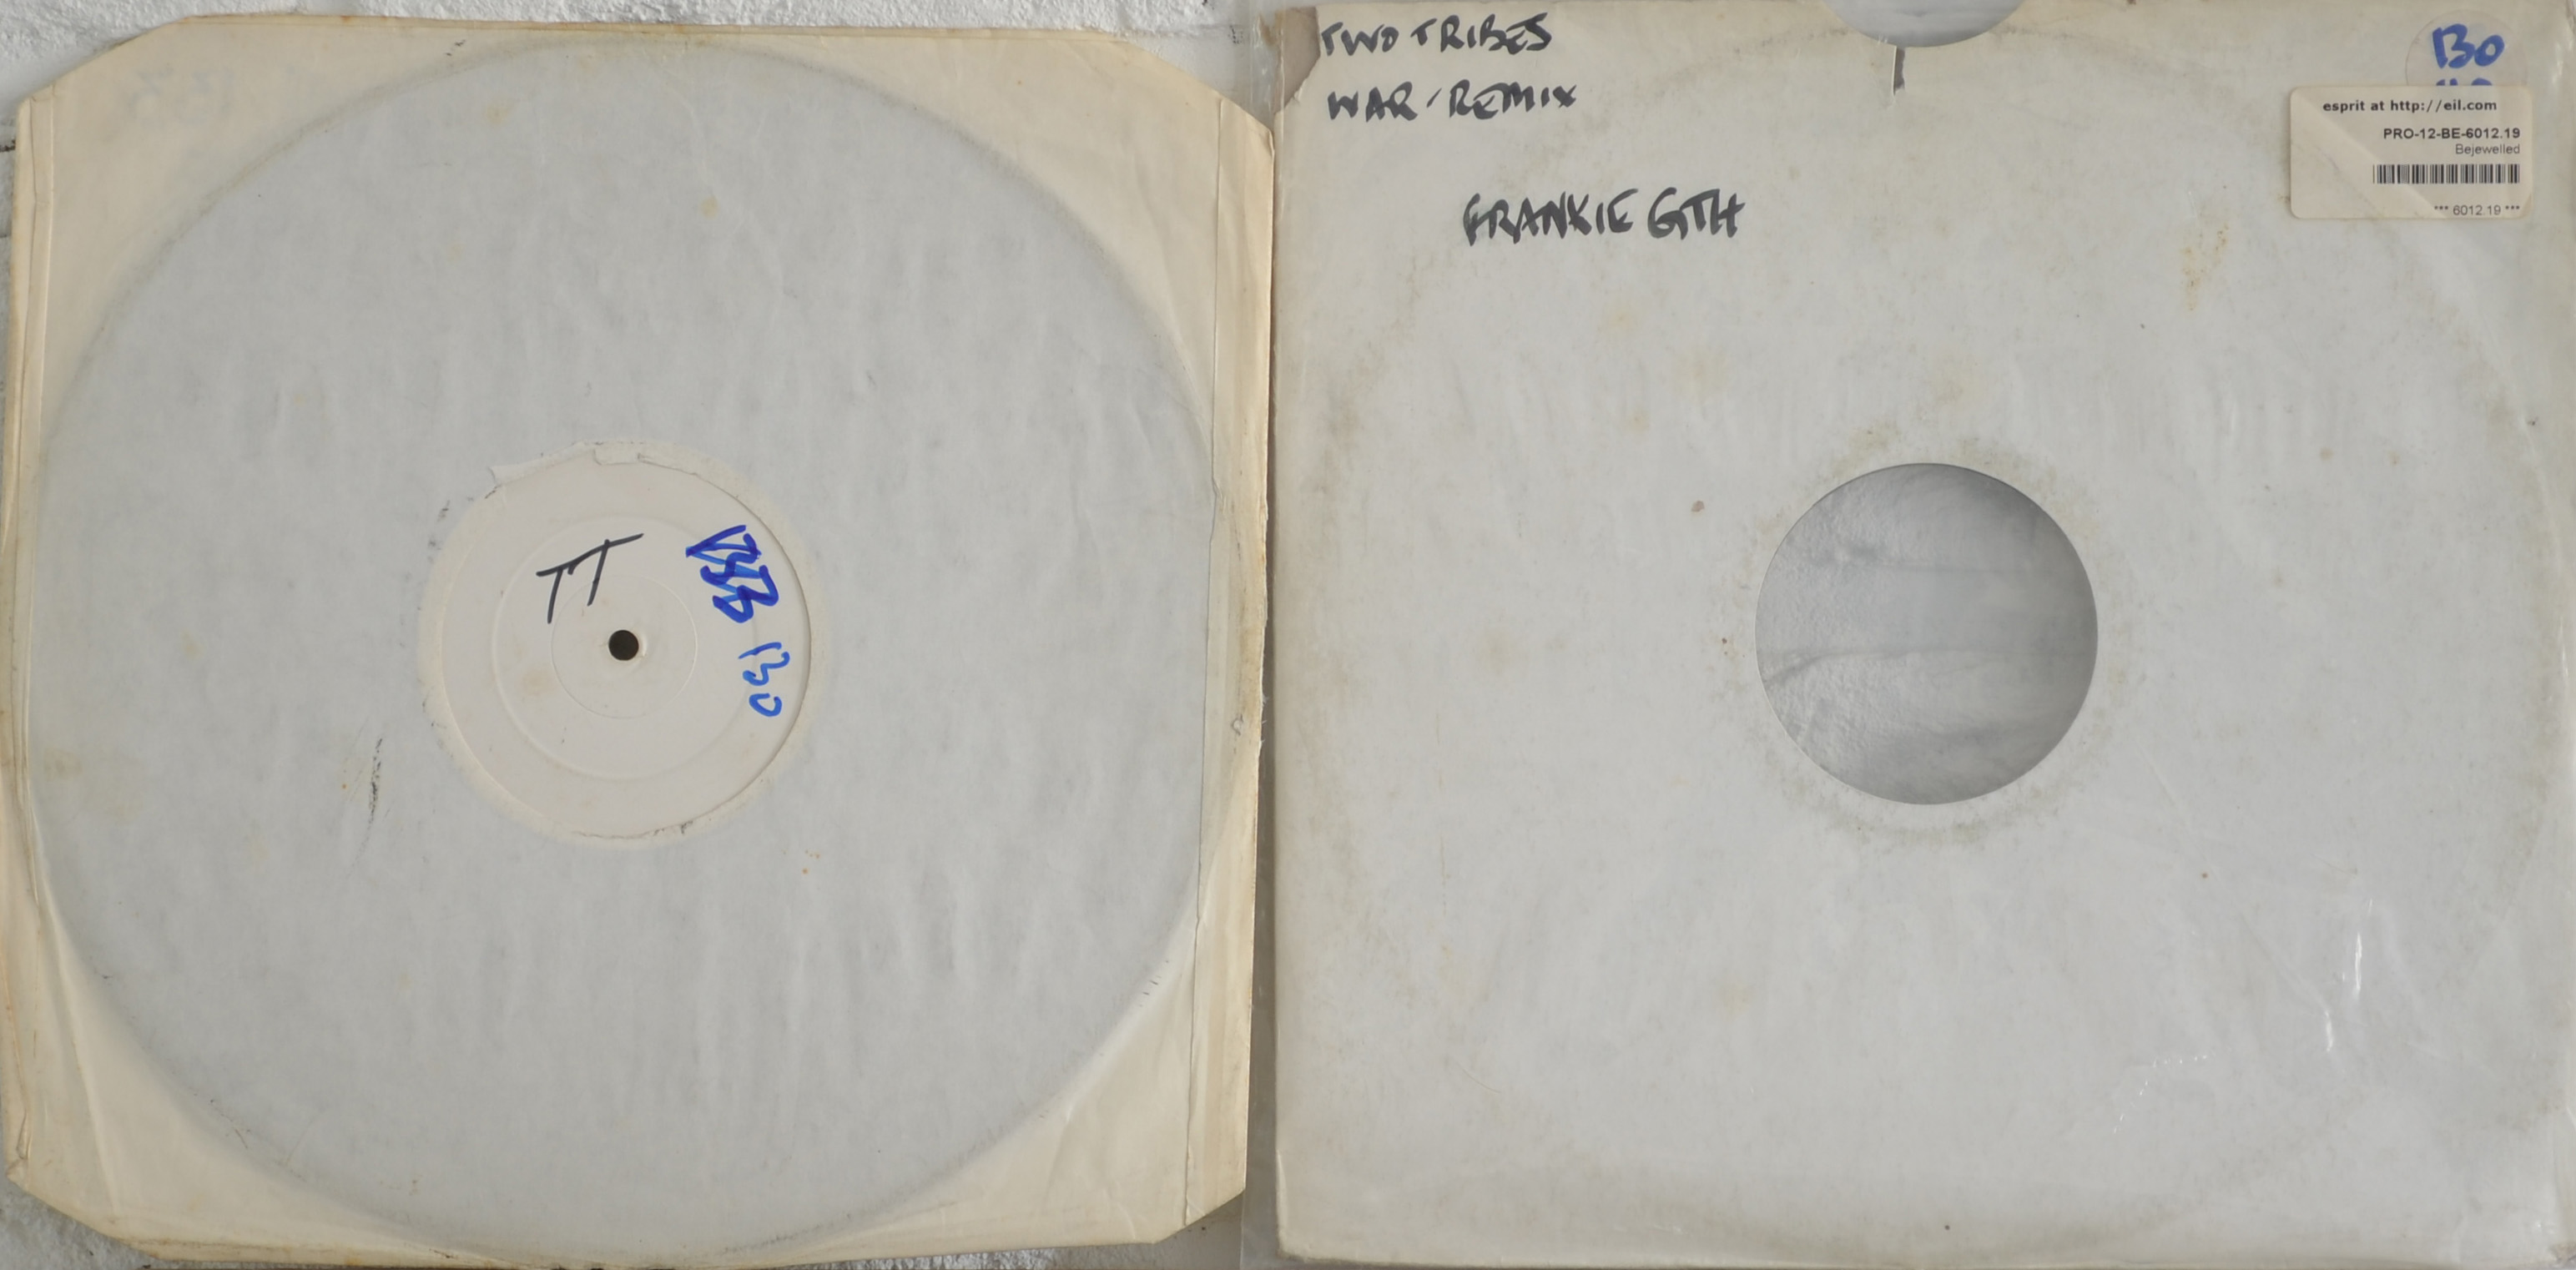 TT
130
TWO TRIBES
WAR / REMIX
FRANKIE GTH
130
esprit at http://eil.com
PRO-12-BE-6012.19
Bejewelled
*** 6012.19 ***